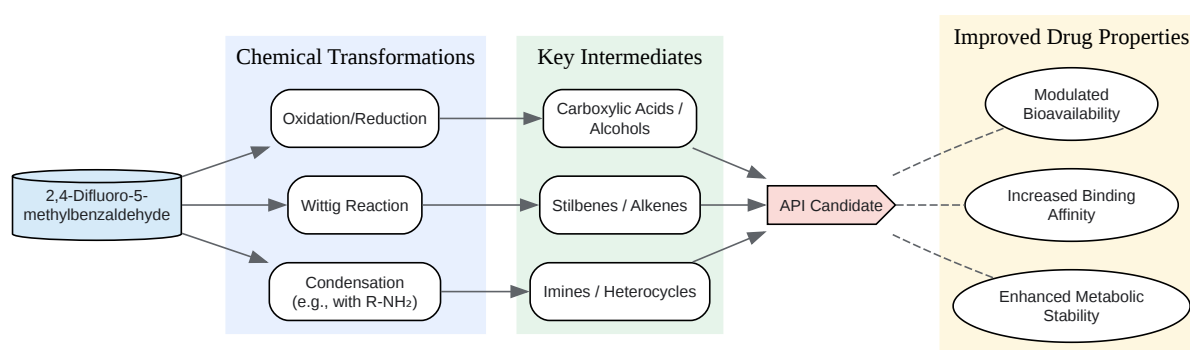 Chemical Transformations
Key Intermediates
Improved Drug Properties
2,4-Difluoro-5-
methylbenzaldehyde
Oxidation/Reduction
Wittig Reaction
Condensation
(e.g., with R-NH₂)
Carboxylic Acids /
Alcohols
Stilbenes / Alkenes
Imines / Heterocycles
API Candidate
Modulated
Bioavailability
Increased Binding
Affinity
Enhanced Metabolic
Stability